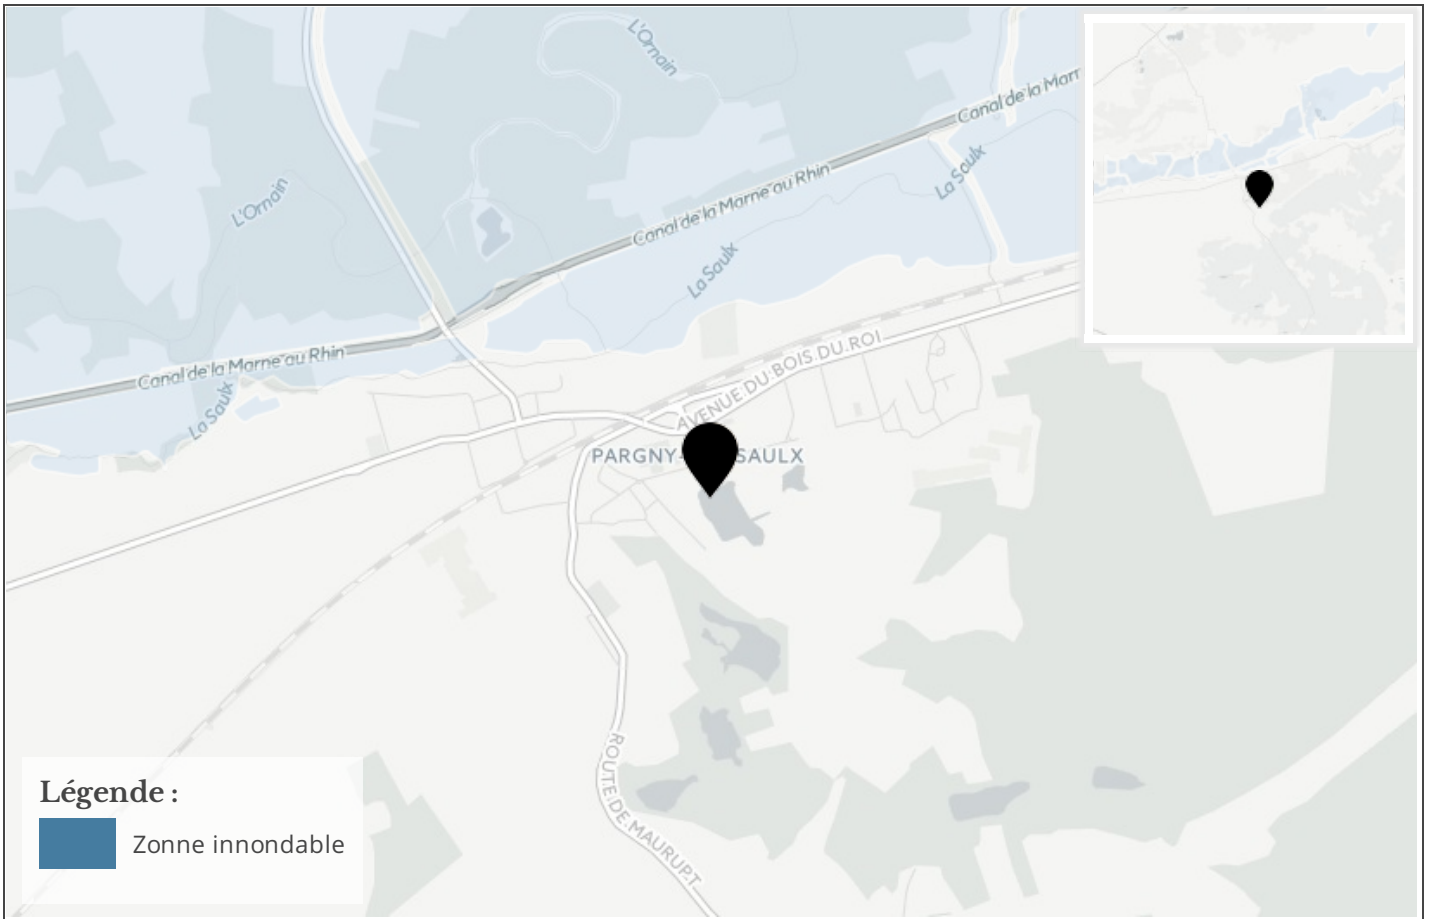 L'Ornain
Canal de la Marn
La Saulx
L'Ornain
Canal de la Marne au Rhin
La Saulx
Canal de la Marne au Rhin
AVENUE DU BOIS DU ROI
La Saulx
PARGNY- SAULX
ROUTE DE MAURUPT
Légende :
Zonne innondable